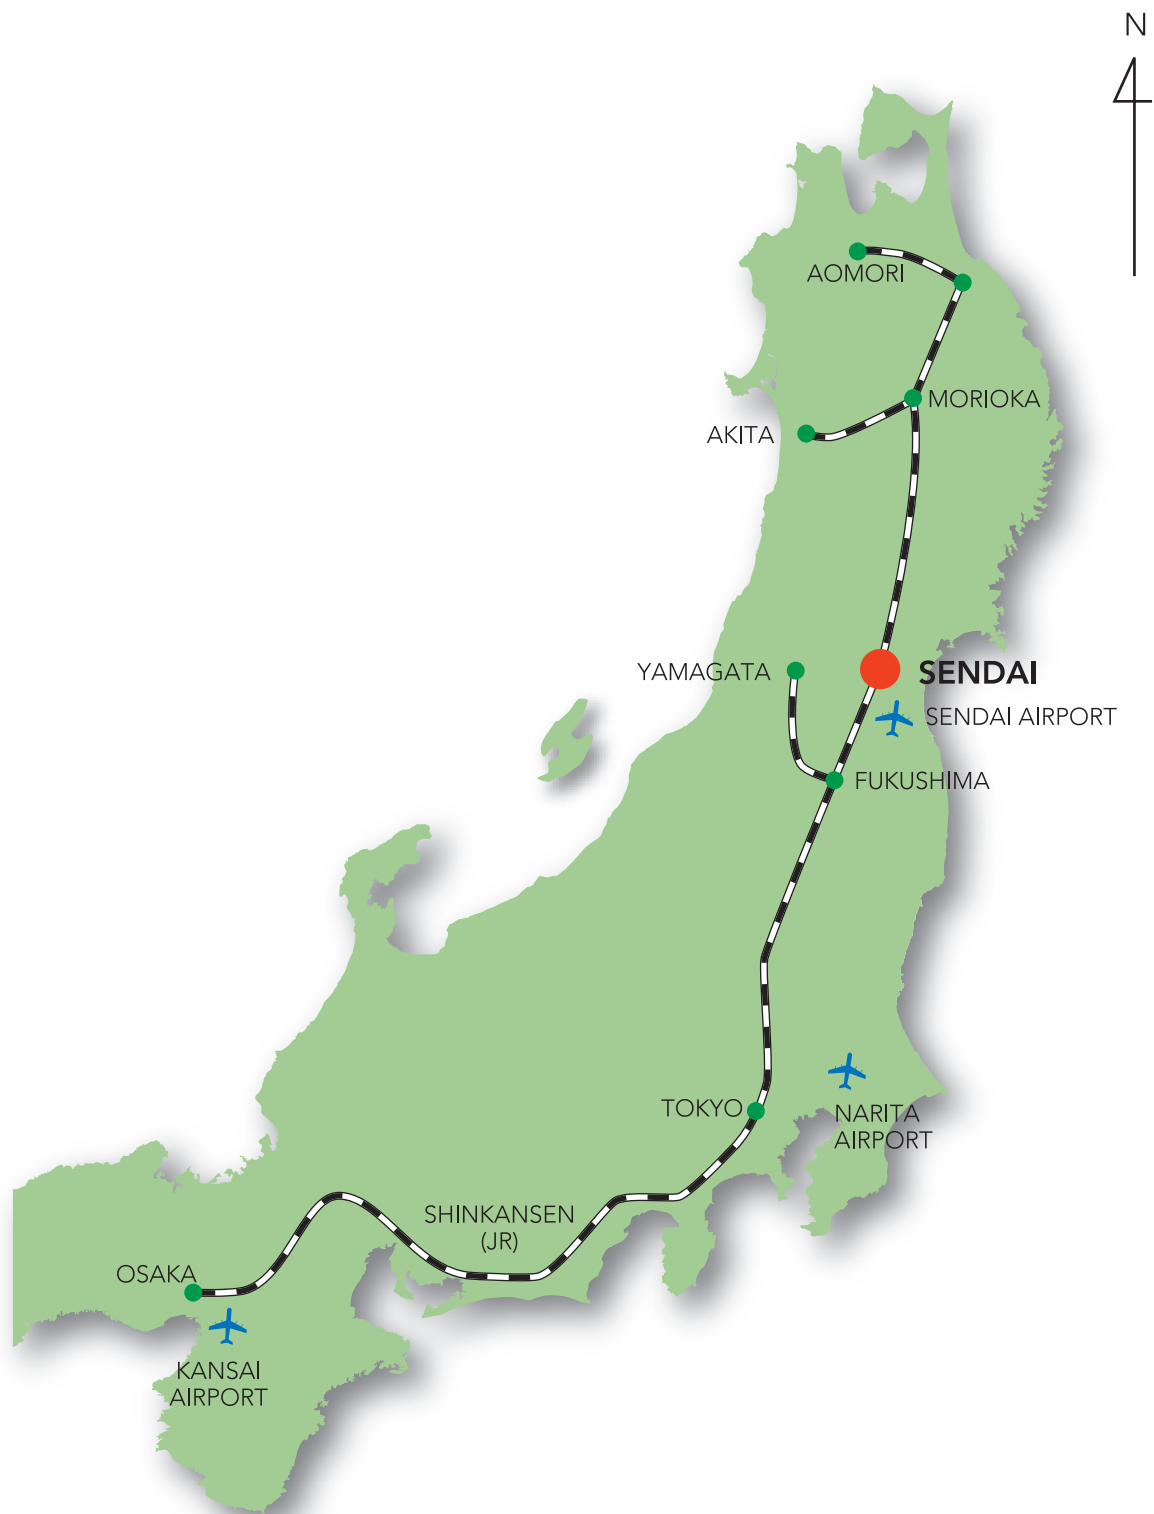 N
AOMORI
MORIOKA
AKITA
YAMAGATA
SENDAI
SENDAI AIRPORT
FUKUSHIMA
TOKYO
NARITA
AIRPORT
SHINKANSEN
(JR)
OSAKA
KANSAI
AIRPORT